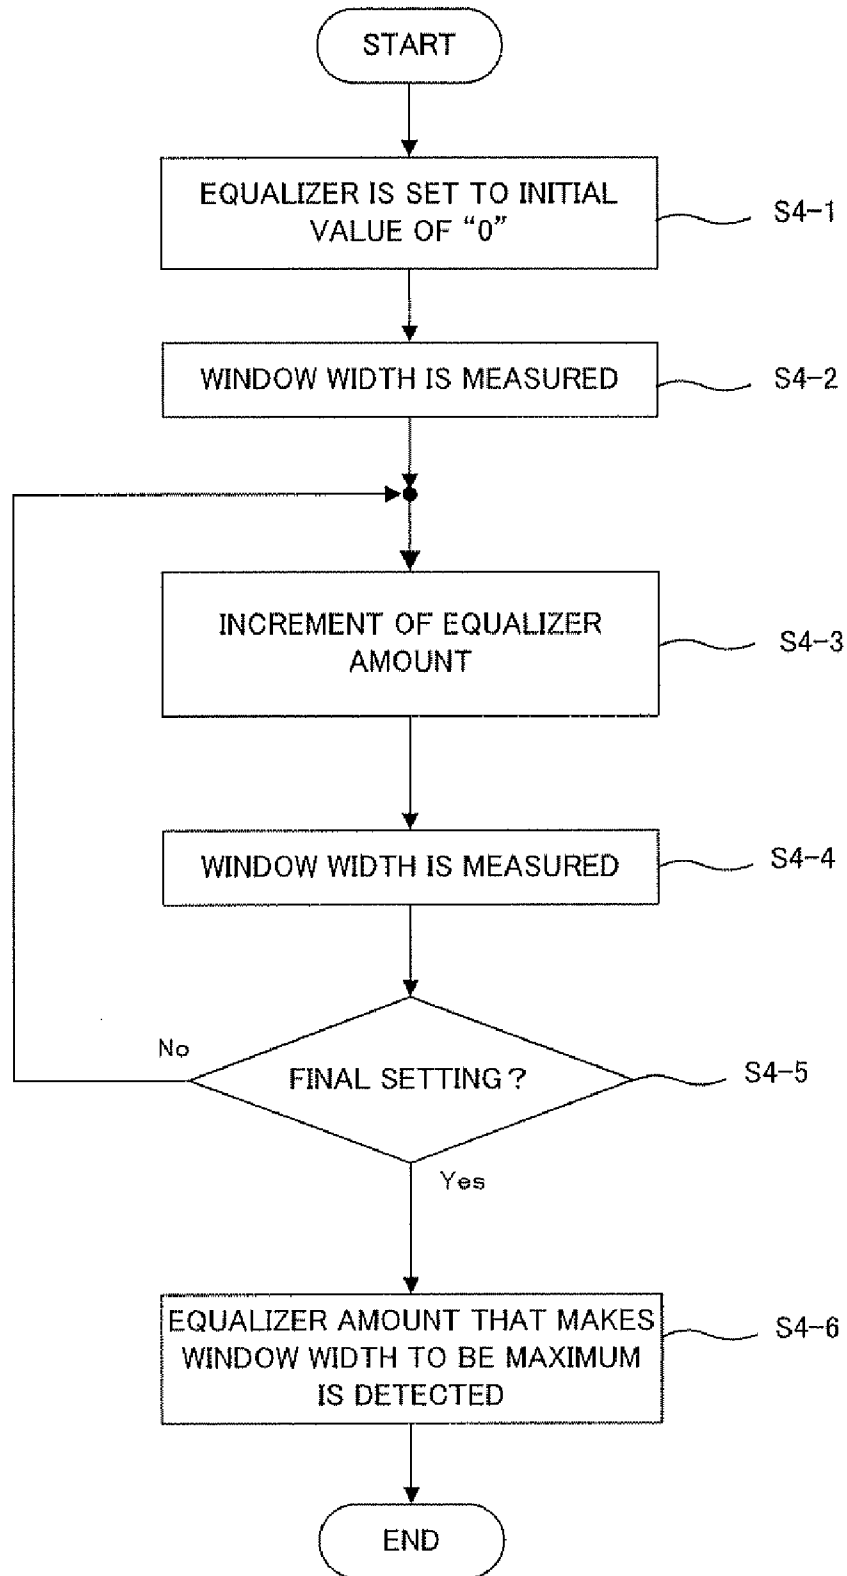 START
EQUALIZER IS SET TO INITIAL
VALUE OF “0”
S4-1
WINDOW WIDTH IS MEASURED
S4-2
INCREMENT OF EQUALIZER
AMOUNT
S4-3
WINDOW WIDTH IS MEASURED
S4-4
No
FINAL SETTING?
S4-5
Yes
EQUALIZER AMOUNT THAT MAKES
WINDOW WIDTH TO BE MAXIMUM
IS DETECTED
S4-6
END